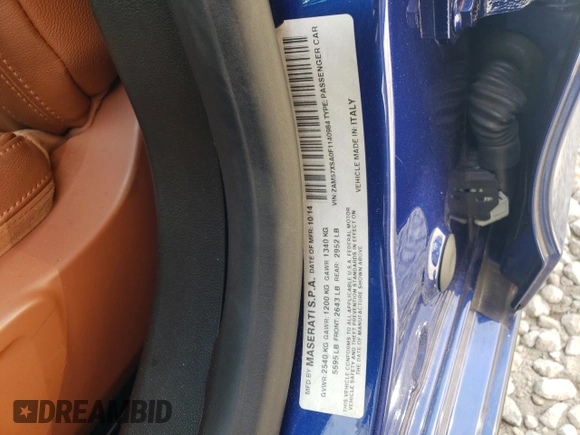 MFD BY MASERATI S.P.A. DATE OF MFR: 10/14
GVWR: 2540 KG GAWR: 1200 KG GAWR: 1340 KG
5595 LB FRONT: 2643 LB REAR: 2952 LB
THIS VEHICLE CONFORMS TO ALL APPLICABLE U.S.A. FEDERAL MOTOR
VEHICLE SAFETY AND THEFT PREVENTION STANDARDS IN EFFECT ON
THE DATE OF MANUFACTURE SHOWN ABOVE.
VIN: ZAM57XSA0F1140984 TYPE: PASSENGER CAR
VEHICLE MADE IN: ITALY
DREAMBID